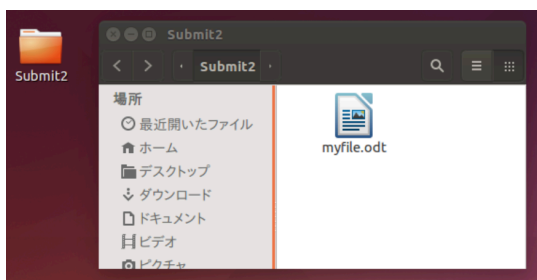 Submit2
Submit2
Submit2
場所
最近開いたファイル
ホーム
デスクトップ
ダウンロード
ドキュメント
ビデオ
ピクチャ
myfile.odt